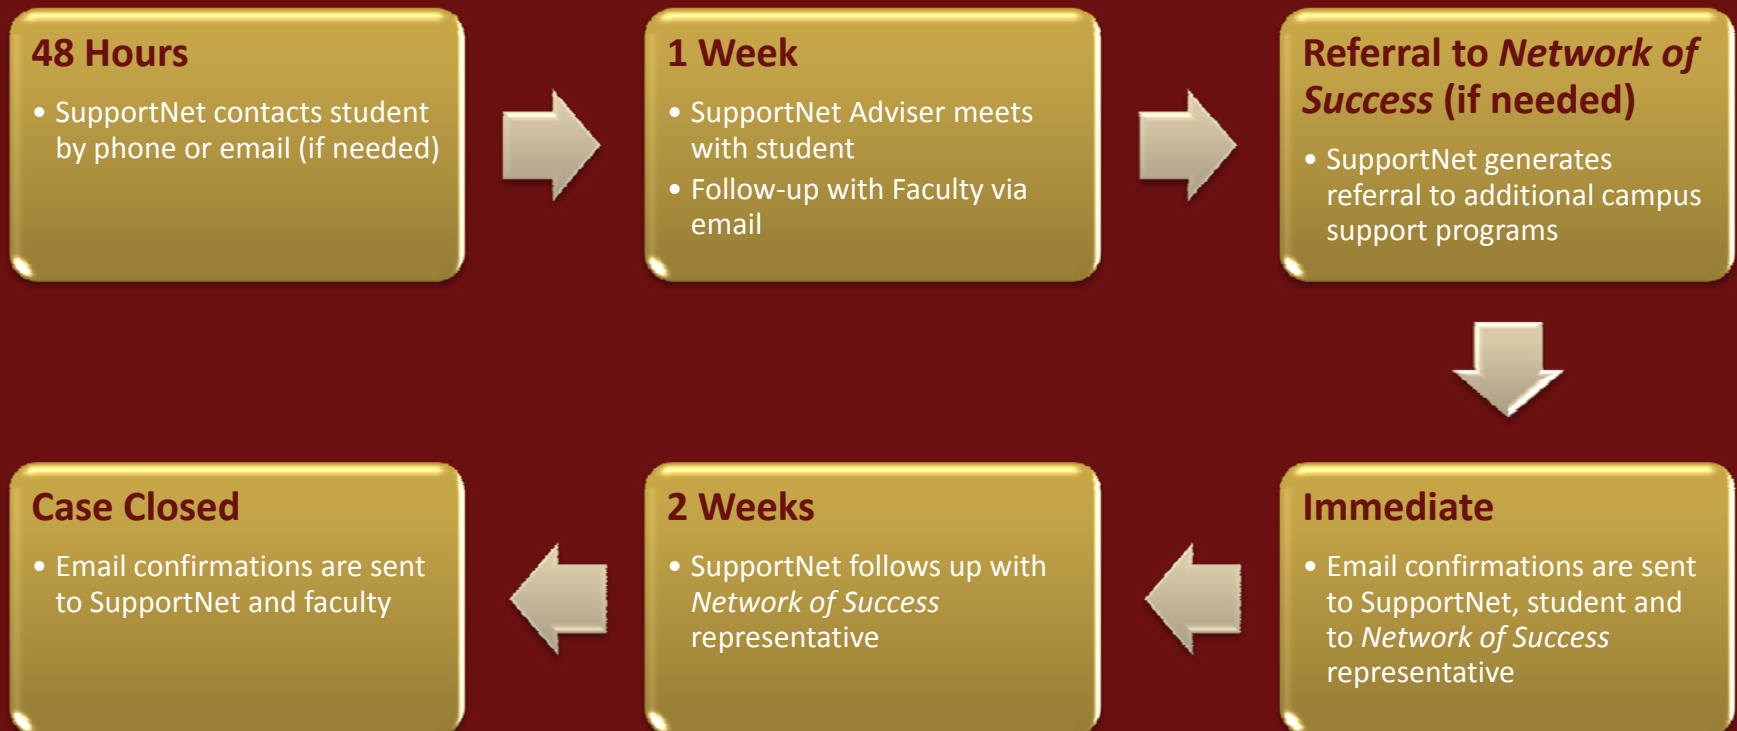 48 Hours
• SupportNet contacts student
by phone or email (if needed)
1 Week
• SupportNet Adviser meets
with student
• Follow-up with Faculty via
email
Referral to Network of
Success (if needed)
• SupportNet generates
referral to additional campus
support programs
Immediate
• Email confirmations are sent
to SupportNet, student and
to Network of Success
representative
2 Weeks
• SupportNet follows up with
Network of Success
representative
Case Closed
• Email confirmations are sent
to SupportNet and faculty